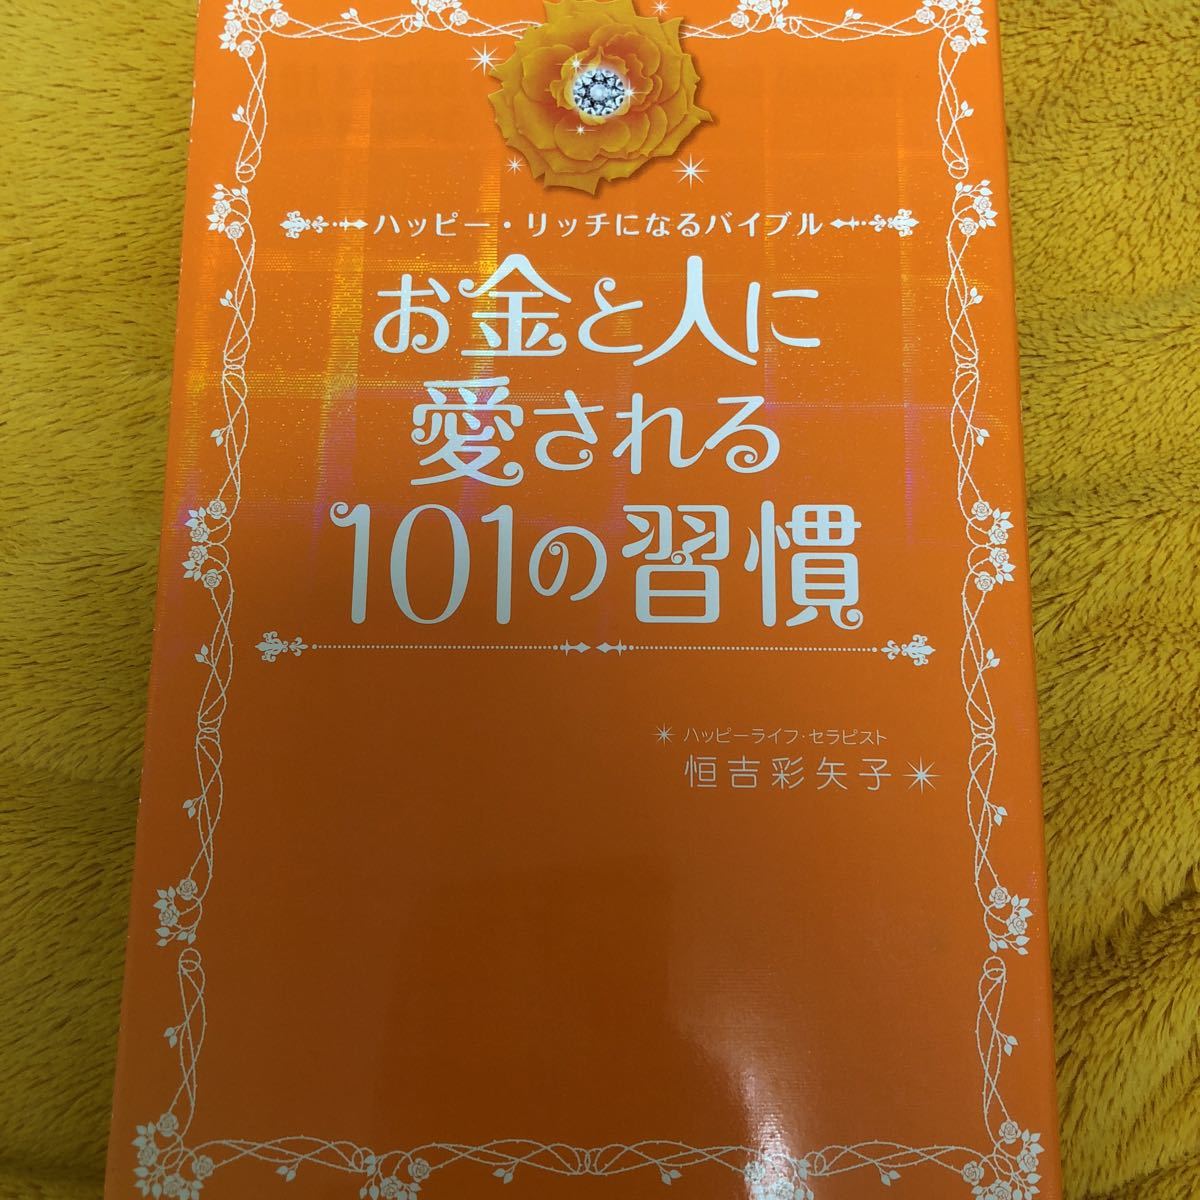 ハッピー・リッチになるバイブル
お金と人に
愛される
101の習慣
ハッピーライフ・セラピスト
恒吉彩矢子